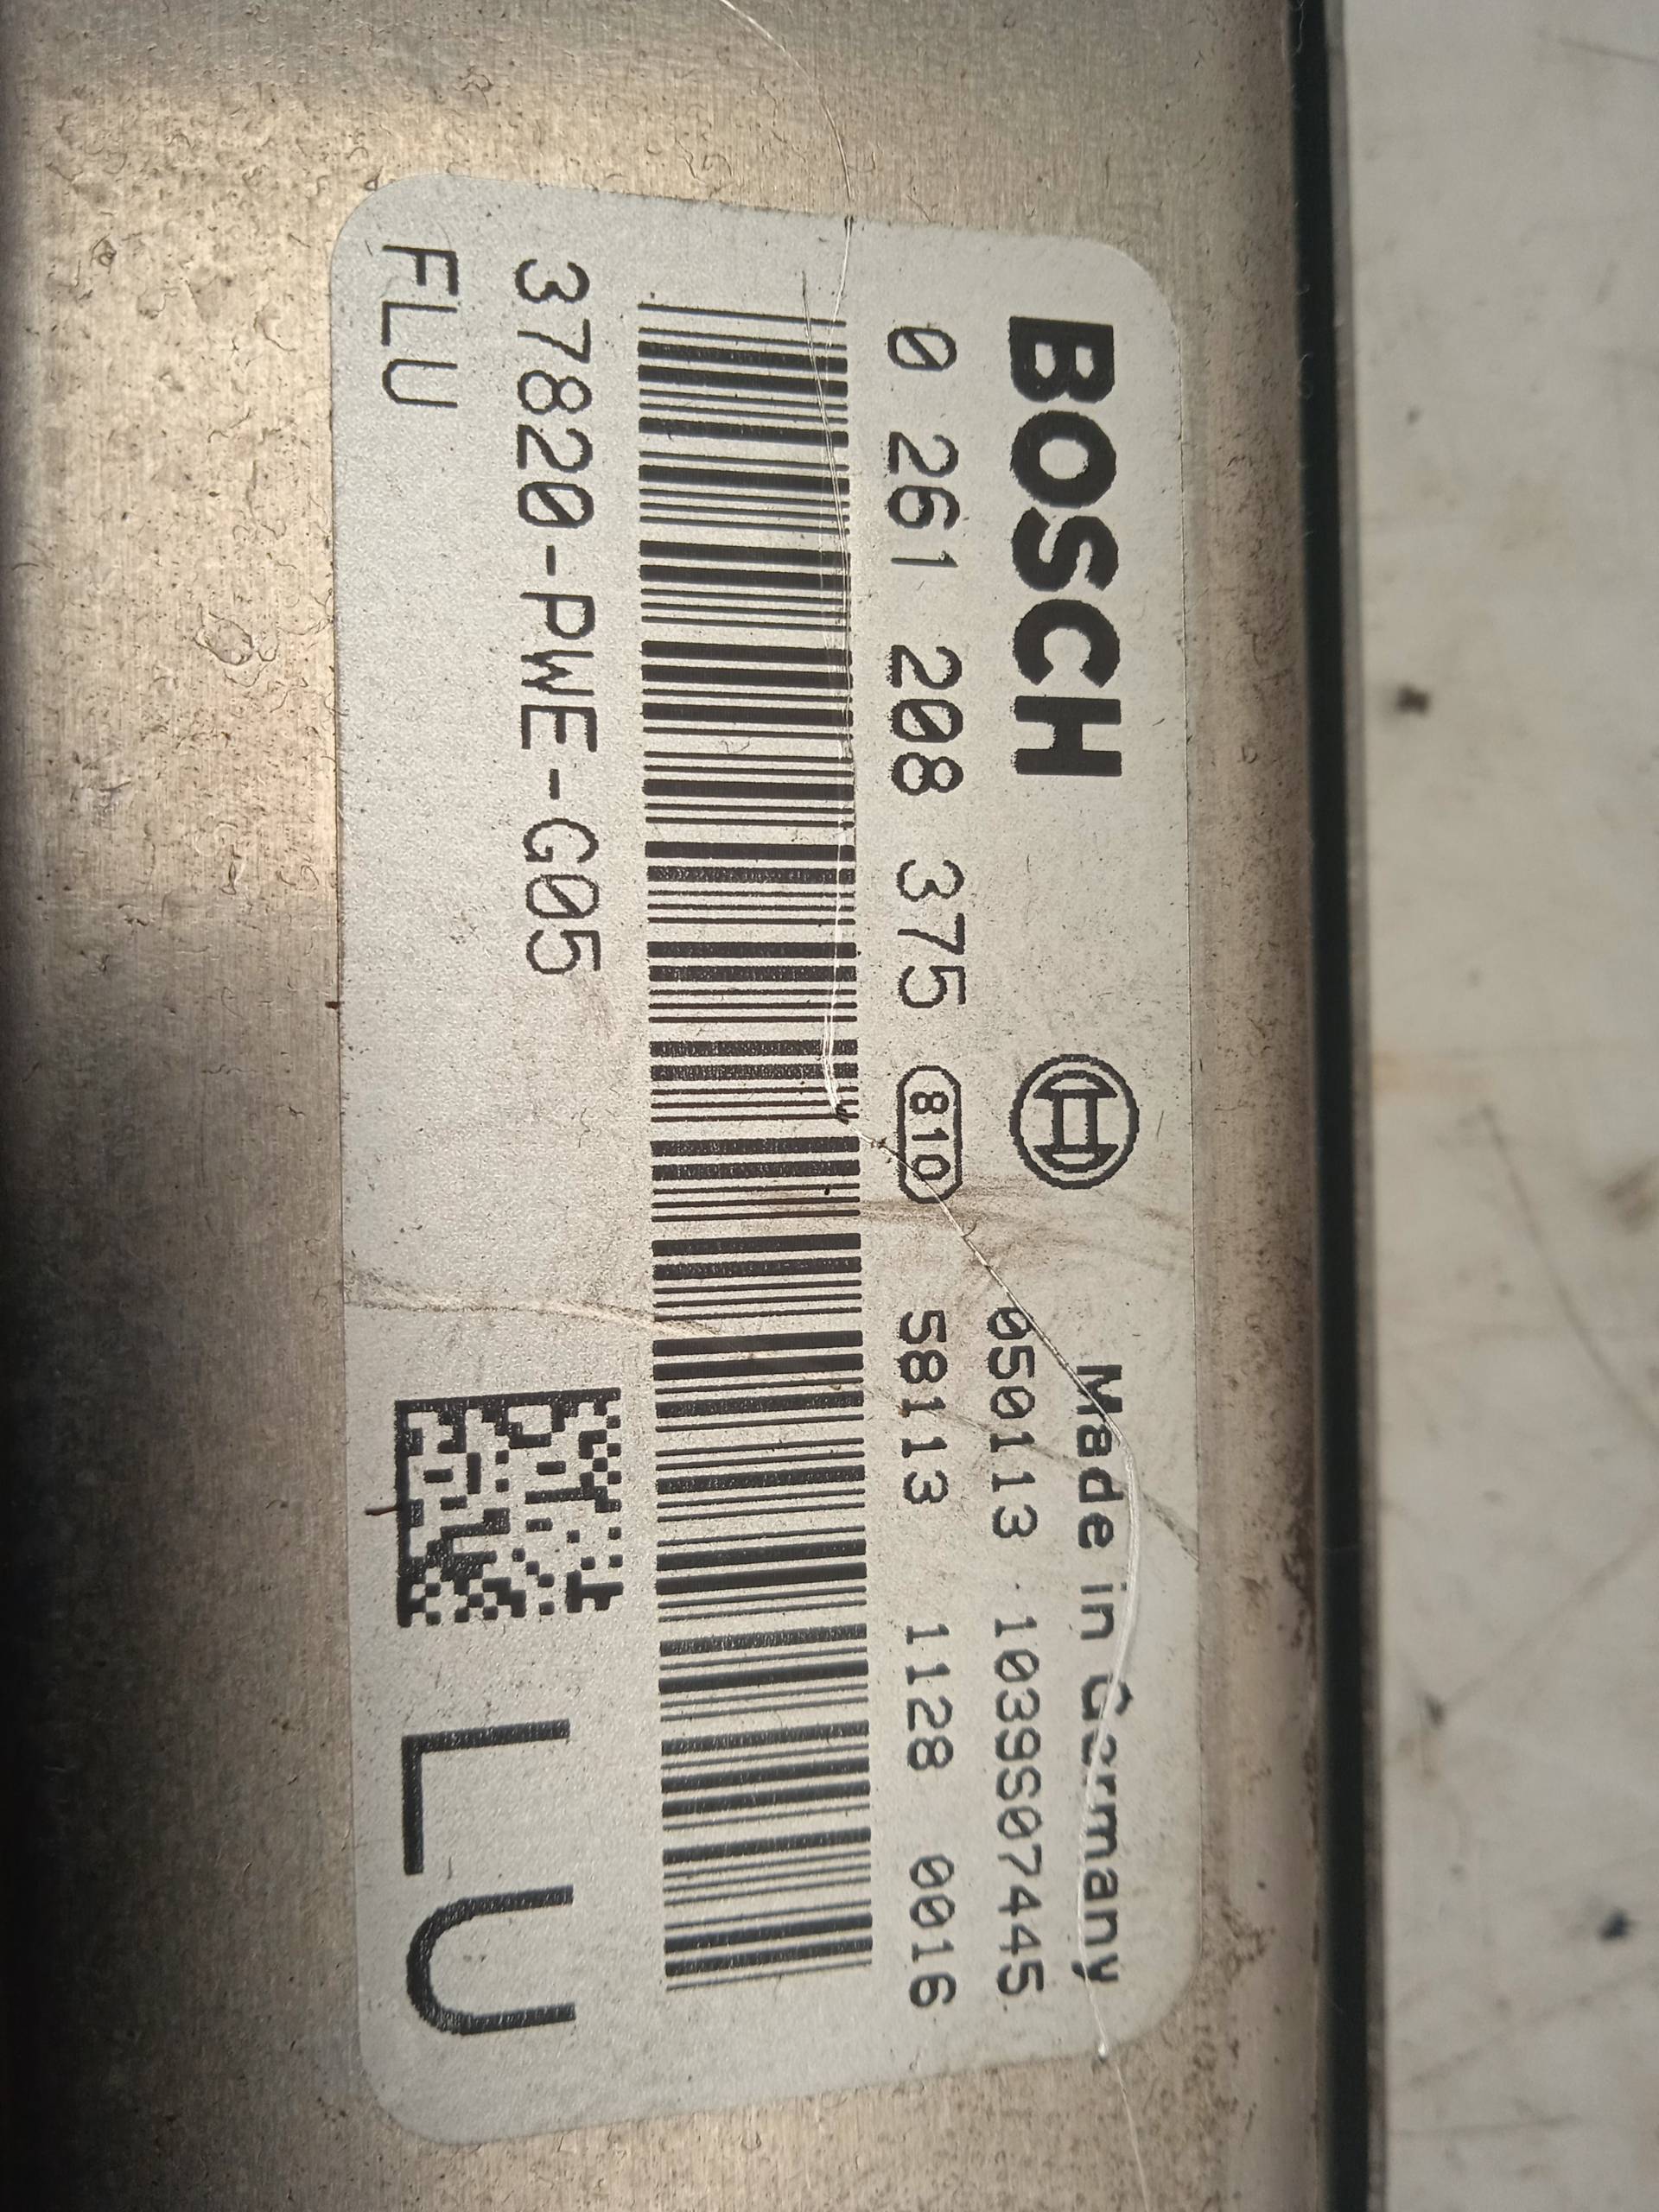 BOSCH
Made in Germany
050113 1039S07445
0 261 208 375 810 58113 1128 0016
37820-PWE-G05
FLU
LU